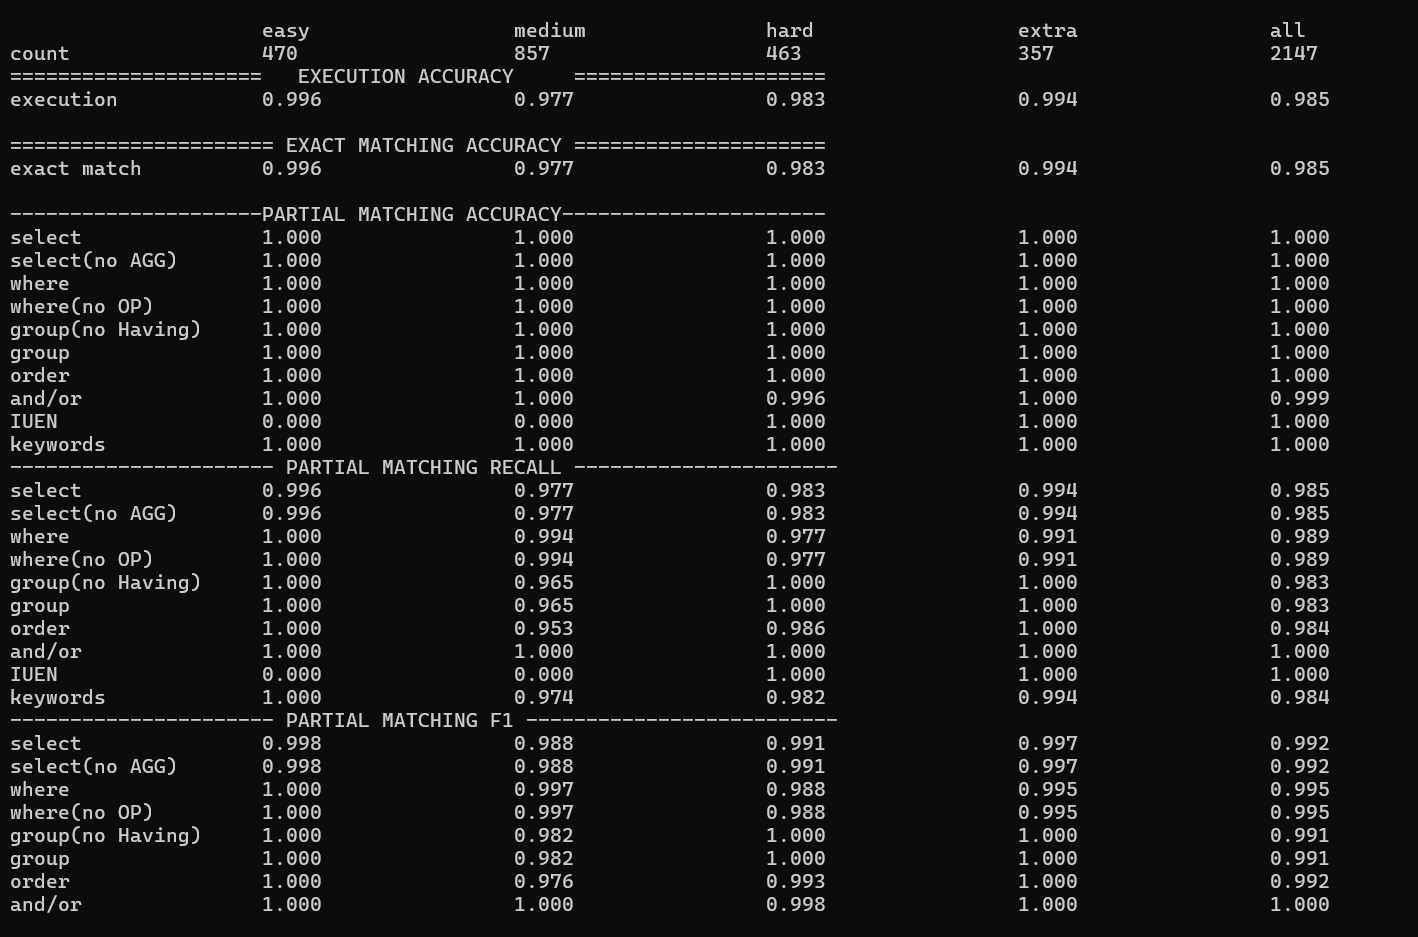 easy medium hard extra all
count 470 857 463 357 2147
===================== EXECUTION ACCURACY =====================
execution 0.996 0.977 0.983 0.994 0.985
====================== EXACT MATCHING ACCURACY =====================
exact match 0.996 0.977 0.983 0.994 0.985
---------------------PARTIAL MATCHING ACCURACY----------------------
select 1.000 1.000 1.000 1.000 1.000
select(no AGG) 1.000 1.000 1.000 1.000 1.000
where 1.000 1.000 1.000 1.000 1.000
where(no OP) 1.000 1.000 1.000 1.000 1.000
group(no Having) 1.000 1.000 1.000 1.000 1.000
group 1.000 1.000 1.000 1.000 1.000
order 1.000 1.000 1.000 1.000 1.000
and/or 1.000 1.000 0.996 1.000 0.999
IUEN 0.000 0.000 1.000 1.000 1.000
keywords 1.000 1.000 1.000 1.000 1.000
---------------------- PARTIAL MATCHING RECALL ----------------------
select 0.996 0.977 0.983 0.994 0.985
select(no AGG) 0.996 0.977 0.983 0.994 0.985
where 1.000 0.994 0.977 0.991 0.989
where(no OP) 1.000 0.994 0.977 0.991 0.989
group(no Having) 1.000 0.965 1.000 1.000 0.983
group 1.000 0.965 1.000 1.000 0.983
order 1.000 0.953 0.986 1.000 0.984
and/or 1.000 1.000 1.000 1.000 1.000
IUEN 0.000 0.000 1.000 1.000 1.000
keywords 1.000 0.974 0.982 0.994 0.984
---------------------- PARTIAL MATCHING F1 --------------------------
select 0.998 0.988 0.991 0.997 0.992
select(no AGG) 0.998 0.988 0.991 0.997 0.992
where 1.000 0.997 0.988 0.995 0.995
where(no OP) 1.000 0.997 0.988 0.995 0.995
group(no Having) 1.000 0.982 1.000 1.000 0.991
group 1.000 0.982 1.000 1.000 0.991
order 1.000 0.976 0.993 1.000 0.992
and/or 1.000 1.000 0.998 1.000 1.000